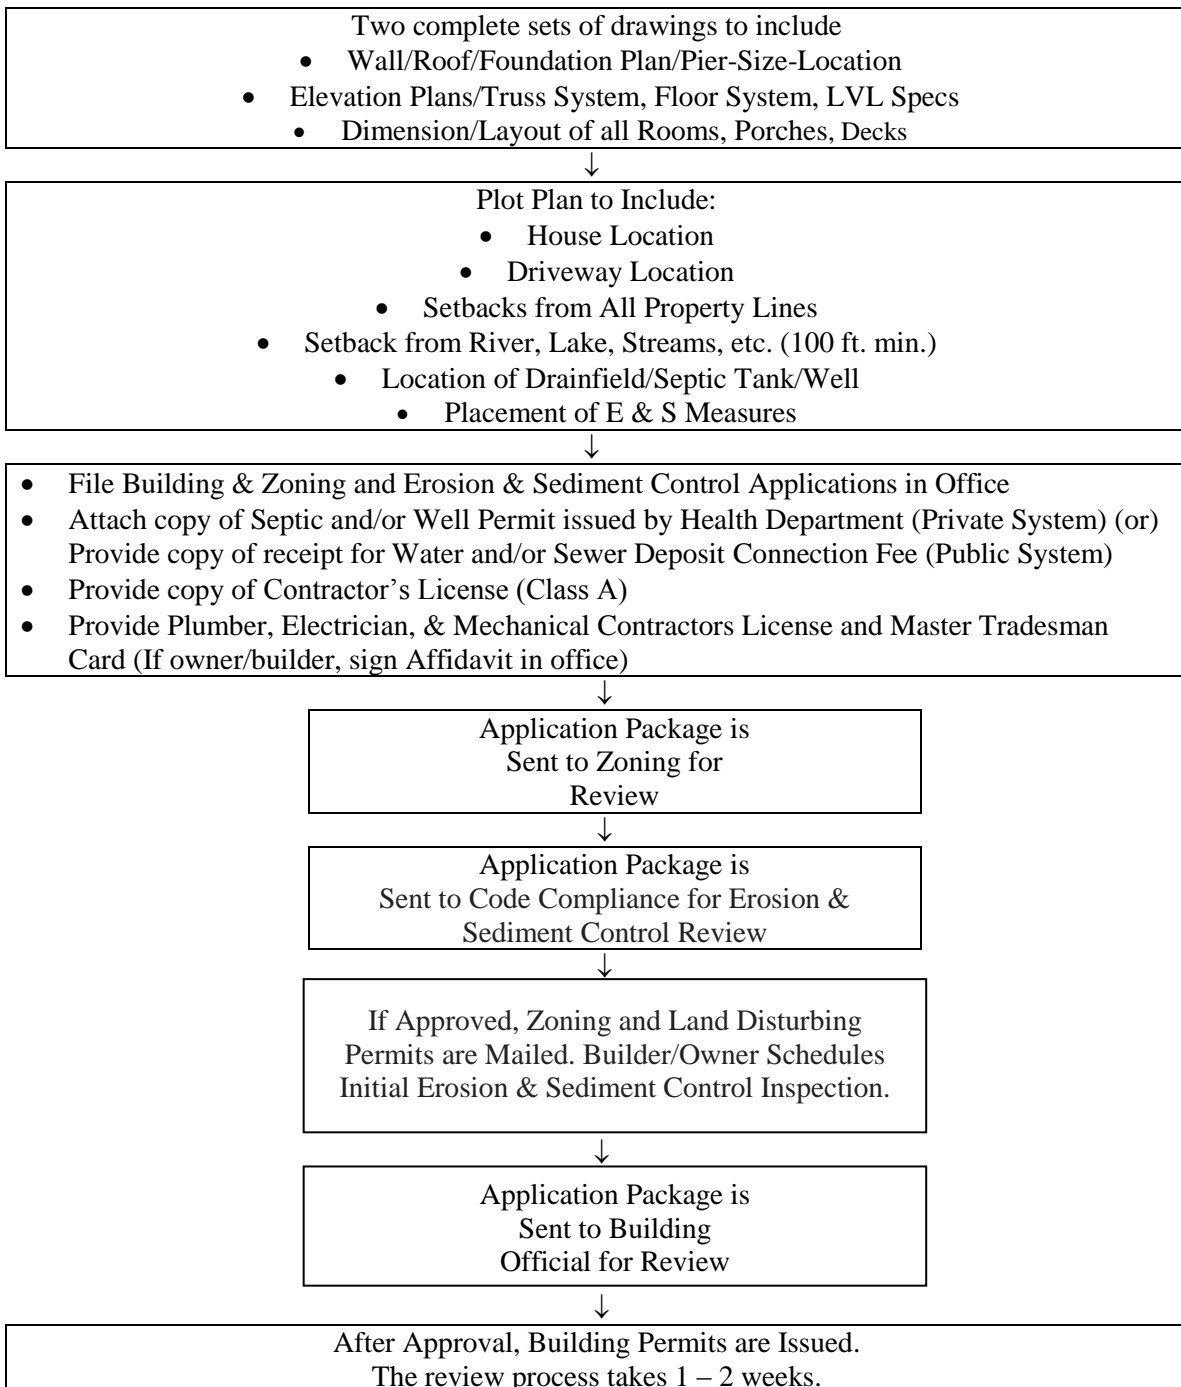 Two complete sets of drawings to include
• Wall/Roof/Foundation Plan/Pier-Size-Location
• Elevation Plans/Truss System, Floor System, LVL Specs
• Dimension/Layout of all Rooms, Porches, Decks
↓
Plot Plan to Include:
• House Location
• Driveway Location
• Setbacks from All Property Lines
• Setback from River, Lake, Streams, etc. (100 ft. min.)
• Location of Drainfield/Septic Tank/Well
• Placement of E & S Measures
↓
• File Building & Zoning and Erosion & Sediment Control Applications in Office
• Attach copy of Septic and/or Well Permit issued by Health Department (Private System) (or)
Provide copy of receipt for Water and/or Sewer Deposit Connection Fee (Public System)
• Provide copy of Contractor’s License (Class A)
• Provide Plumber, Electrician, & Mechanical Contractors License and Master Tradesman
Card (If owner/builder, sign Affidavit in office)
↓
Application Package is
Sent to Zoning for
Review
↓
Application Package is
Sent to Code Compliance for Erosion &
Sediment Control Review
↓
If Approved, Zoning and Land Disturbing
Permits are Mailed. Builder/Owner Schedules
Initial Erosion & Sediment Control Inspection.
↓
Application Package is
Sent to Building
Official for Review
↓
After Approval, Building Permits are Issued.
The review process takes 1 – 2 weeks.